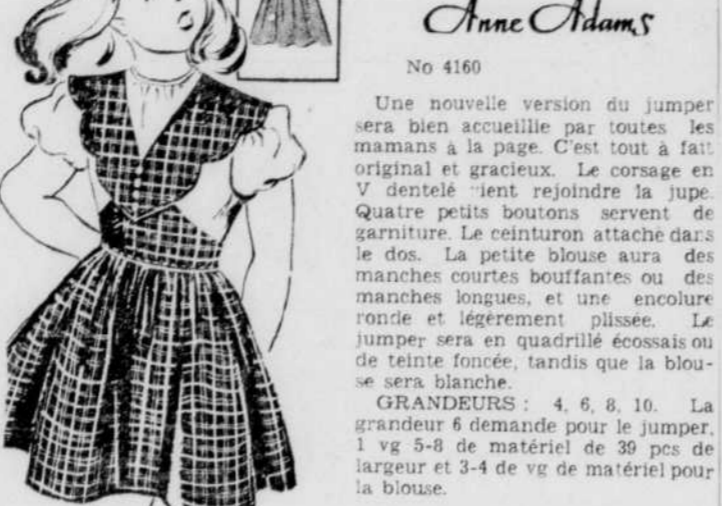 Anne Adams
No 4160
Une nouvelle version du jumper
sera bien accueillie par toutes les
mamans à la page. C'est tout à fait
original et gracieux. Le corsage en
V dentelé vient rejoindre la jupe.
Quatre petits boutons servent de
garniture. Le ceinturon attache dans
le dos. La petite blouse aura des
manches courtes bouffantes ou des
manches longues, et une encolure
ronde et légèrement plissée. Le
jumper sera en quadrillé écossais ou
de teinte foncée, tandis que la blou-
se sera blanche.
GRANDEURS : 4, 6, 8, 10. La
grandeur 6 demande pour le jumper,
1 vg 5-8 de matériel de 39 pcs de
largeur et 3-4 de vg de matériel pour
la blouse.